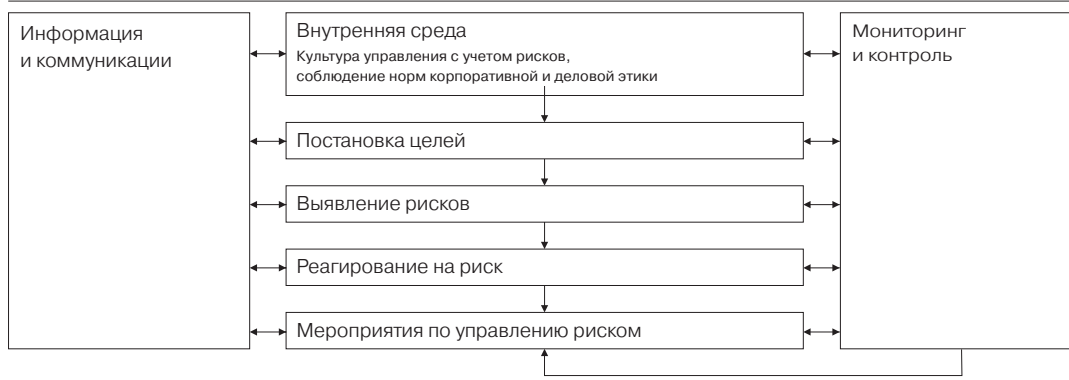 Информация
и коммуникации
Внутренняя среда
Культура управления с учетом рисков,
соблюдение норм корпоративной и деловой этики
Постановка целей
Выявление рисков
Реагирование на риск
Мероприятия по управлению риском
Мониторинг
и контроль